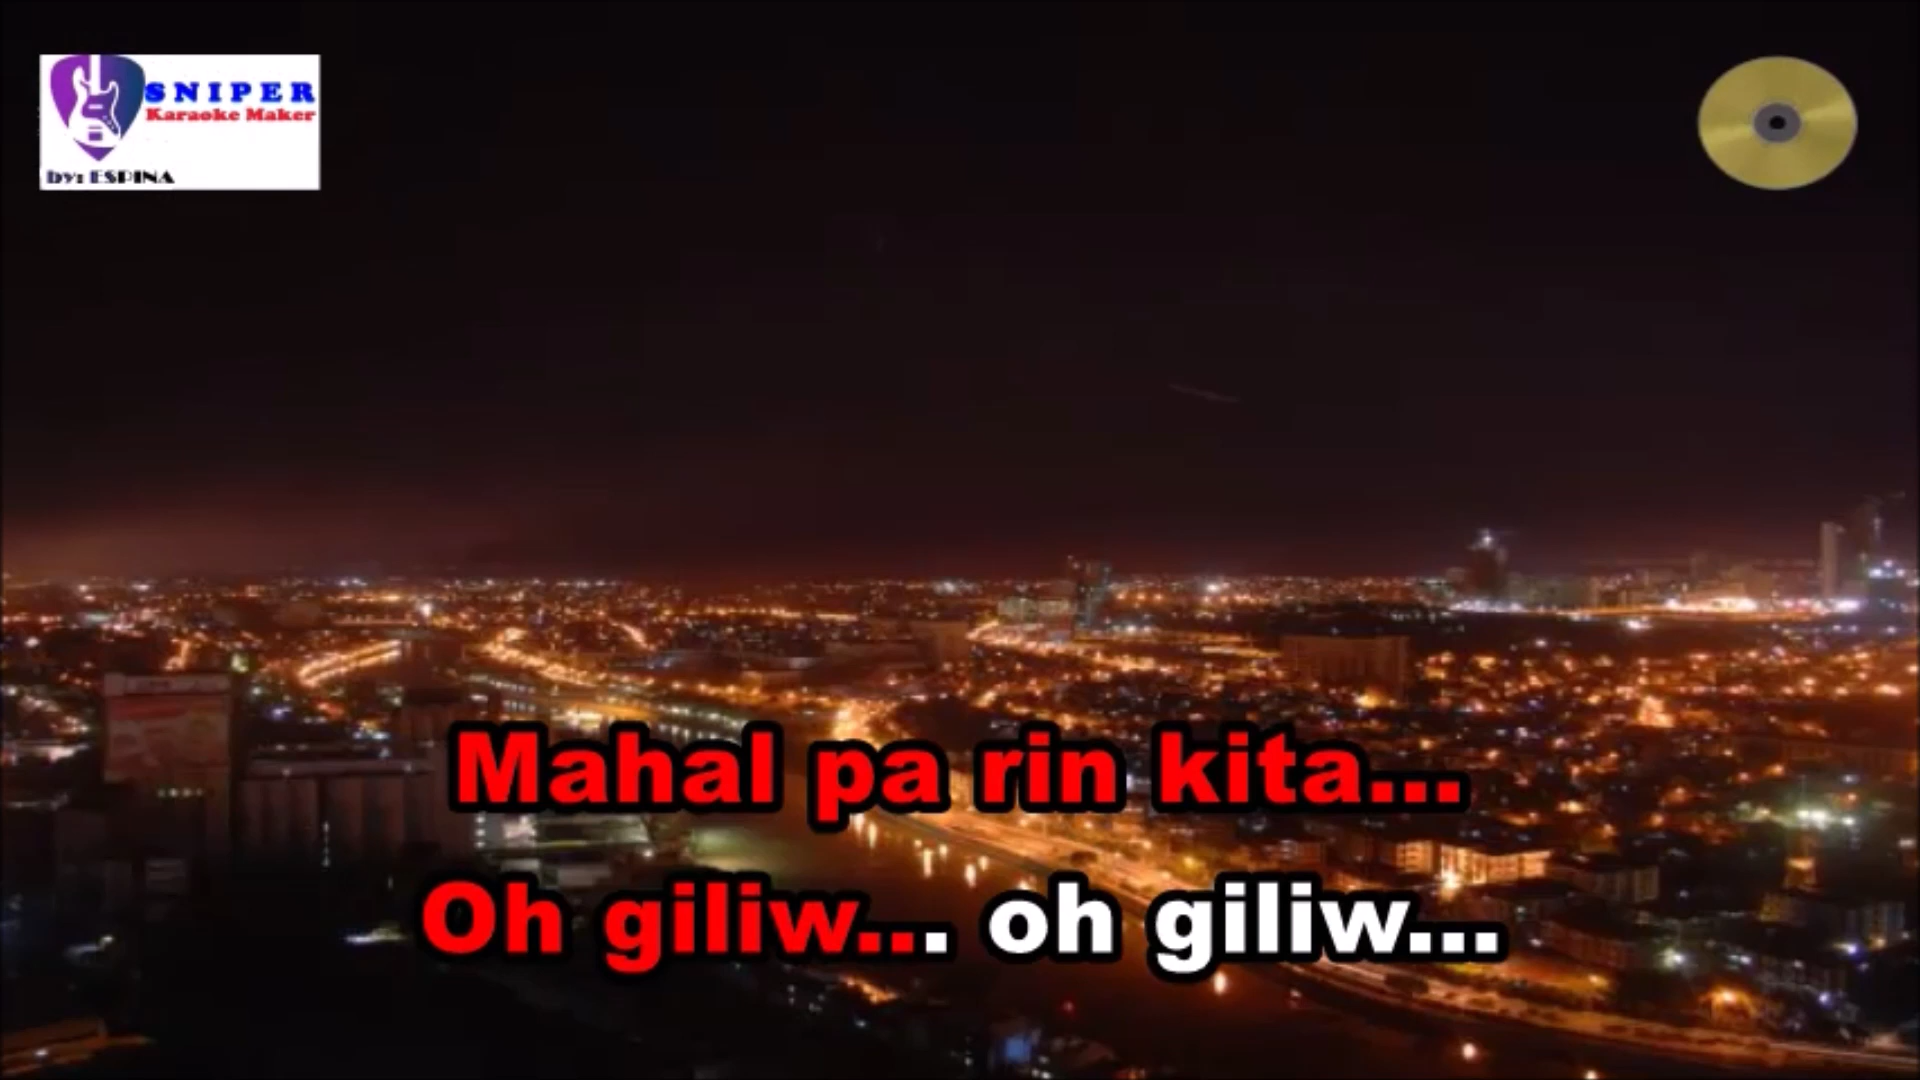 SNIPER
Karaoke Maker
by: ESPINA
Mahal pa rin kita...
Oh giliw... oh giliw...